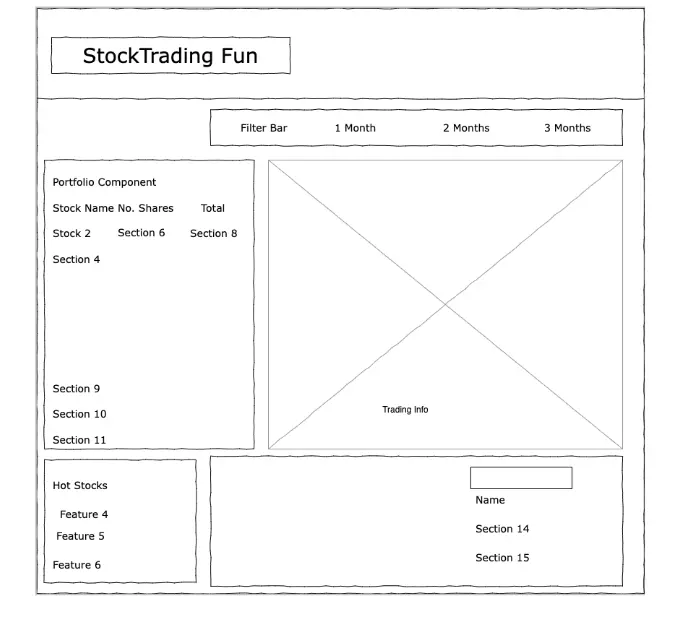 StockTrading Fun
Filter Bar 1 Month 2 Months 3 Months
Portfolio Component
Stock Name No. Shares Total
Stock 2 Section 6 Section 8
Section 4
Section 9
Section 10
Section 11
Trading Info
Hot Stocks
Feature 4
Feature 5
Feature 6
Name
Section 14
Section 15